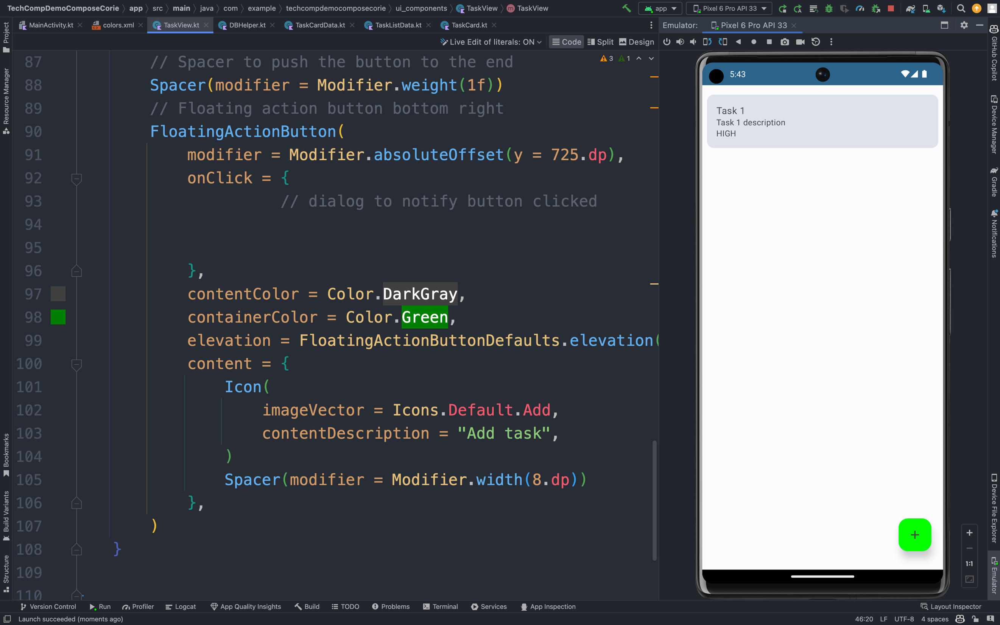 TechCompDemoComposeCorie app src main java com example techcompdemocomposecorie ui_components TaskView TaskView
app Pixel 6 Pro API 33
MainActivity.kt colors.xml TaskView.kt DBHelper.kt TaskCardData.kt TaskListData.kt TaskCard.kt
Emulator: Pixel 6 Pro API 33
Live Edit of literals: ON Code Split Design
3 1
87 // Spacer to push the button to the end
88 Spacer(modifier = Modifier.weight(1f))
89 // Floating action button bottom right
90 FloatingActionButton(
91 modifier = Modifier.absoluteOffset(y = 725.dp),
92 onClick = {
93 // dialog to notify button clicked
94
95
96 },
97 contentColor = Color.DarkGray,
98 containerColor = Color.Green,
99 elevation = FloatingActionButtonDefaults.elevation(
100 content = {
101 Icon(
102 imageVector = Icons.Default.Add,
103 contentDescription = "Add task",
104 )
105 Spacer(modifier = Modifier.width(8.dp))
106 },
107 )
108 }
109
110
5:43
Task 1
Task 1 description
HIGH
+
+
1:1
Project
Resource Manager
Bookmarks
Build Variants
Structure
GitHub Copilot
Device Manager
Gradle
Notifications
Device File Explorer
Emulator
Version Control Run Profiler Logcat App Quality Insights Build TODO Problems Terminal Services App Inspection Layout Inspector
Launch succeeded (moments ago) 46:20 LF UTF-8 4 spaces